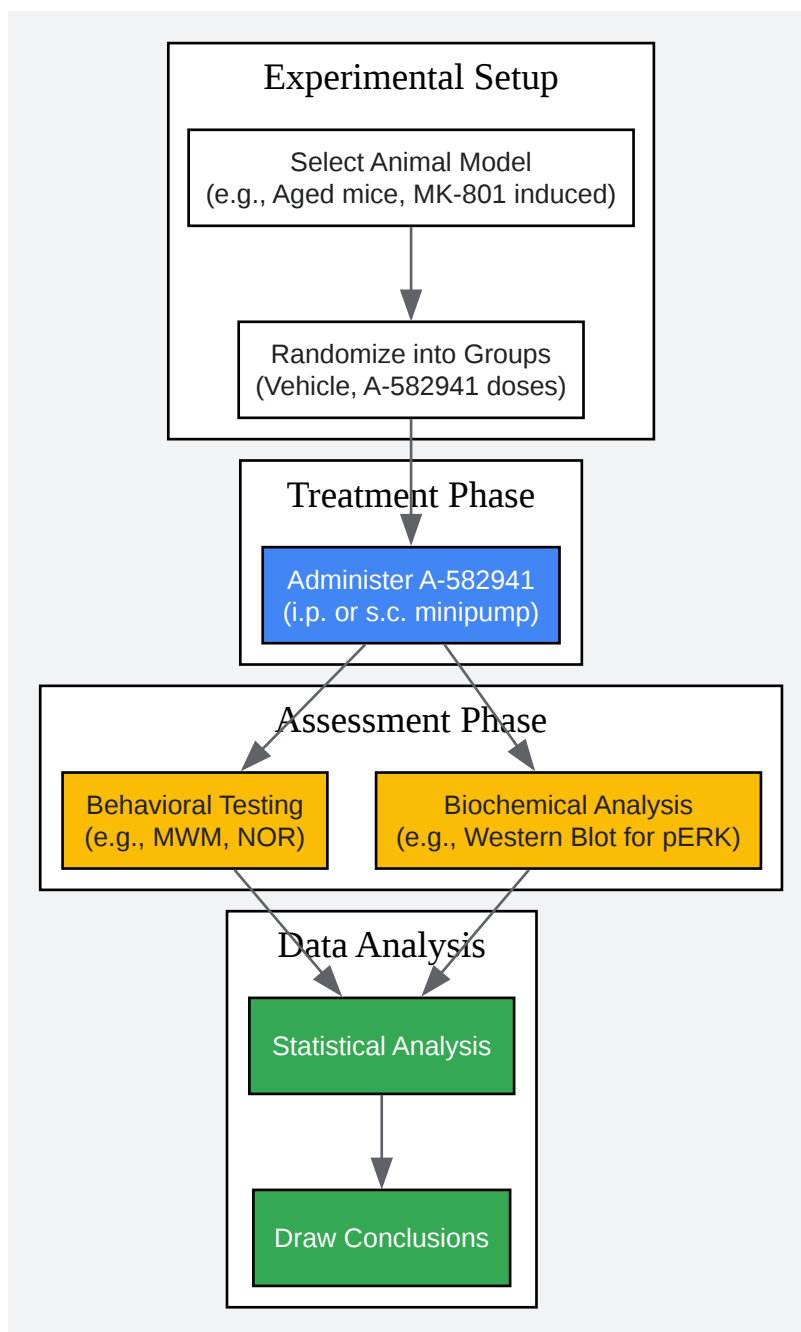 Experimental Setup
Select Animal Model
(e.g., Aged mice, MK-801 induced)
Randomize into Groups
(Vehicle, A-582941 doses)
Treatment Phase
Administer A-582941
(i.p. or s.c. minipump)
Assessment Phase
Behavioral Testing
(e.g., MWM, NOR)
Biochemical Analysis
(e.g., Western Blot for pERK)
Data Analysis
Statistical Analysis
Draw Conclusions